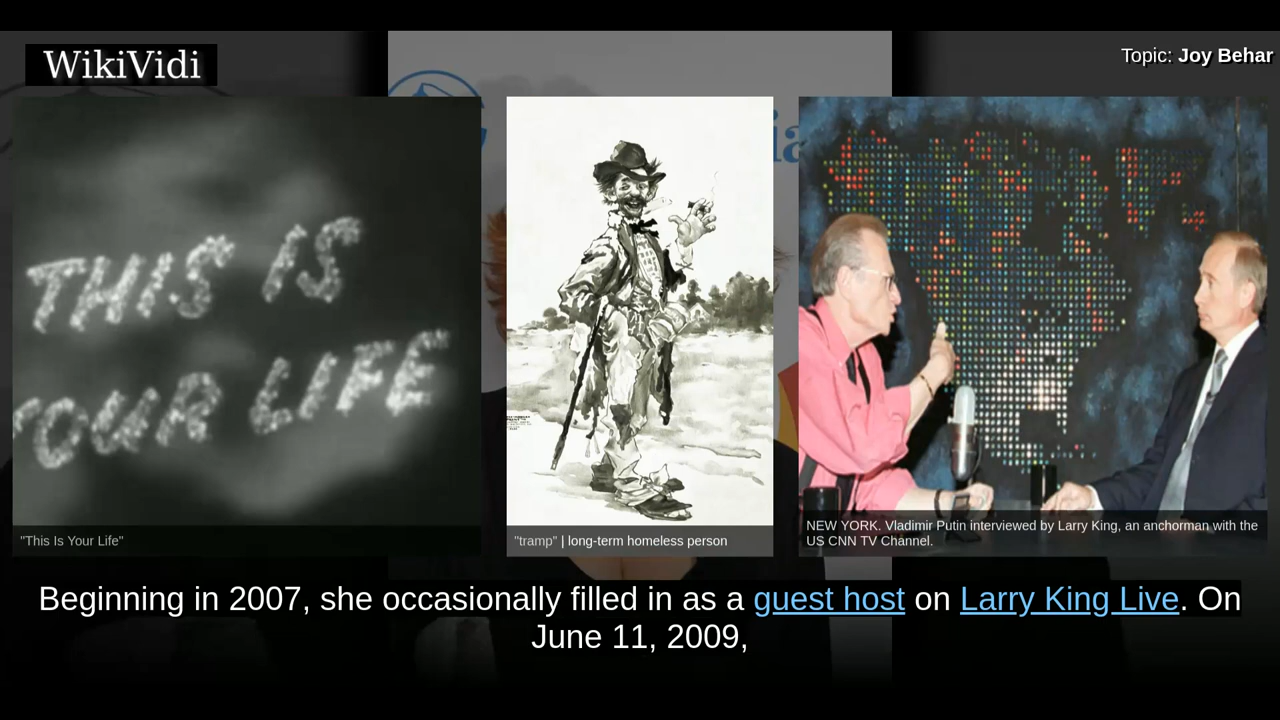 WikiVidi
Topic: Joy Behar
THIS IS
YOUR LIFE
"This Is Your Life"
"tramp" | long-term homeless person
NEW YORK. Vladimir Putin interviewed by Larry King, an anchorman with the
US CNN TV Channel.
Beginning in 2007, she occasionally filled in as a guest host on Larry King Live. On
June 11, 2009,